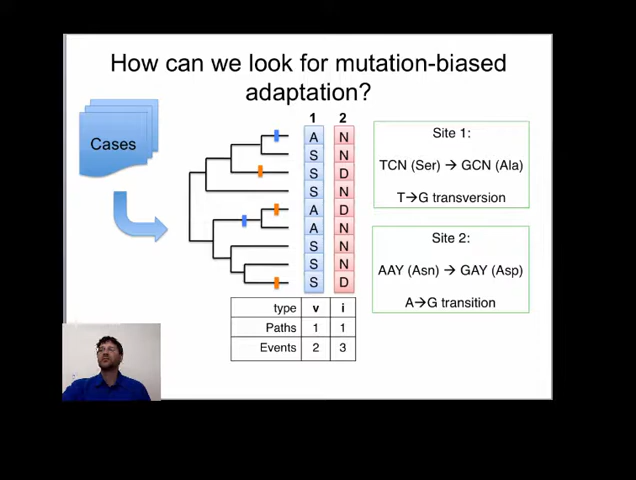 How can we look for mutation-biased
adaptation?
Cases
1 2
A N
S N
S D
S N
A D
A N
S N
S N
S D
type v i
Paths 1 1
Events 2 3
Site 1:
TCN (Ser) → GCN (Ala)
T→G transversion
Site 2:
AAY (Asn) → GAY (Asp)
A→G transition